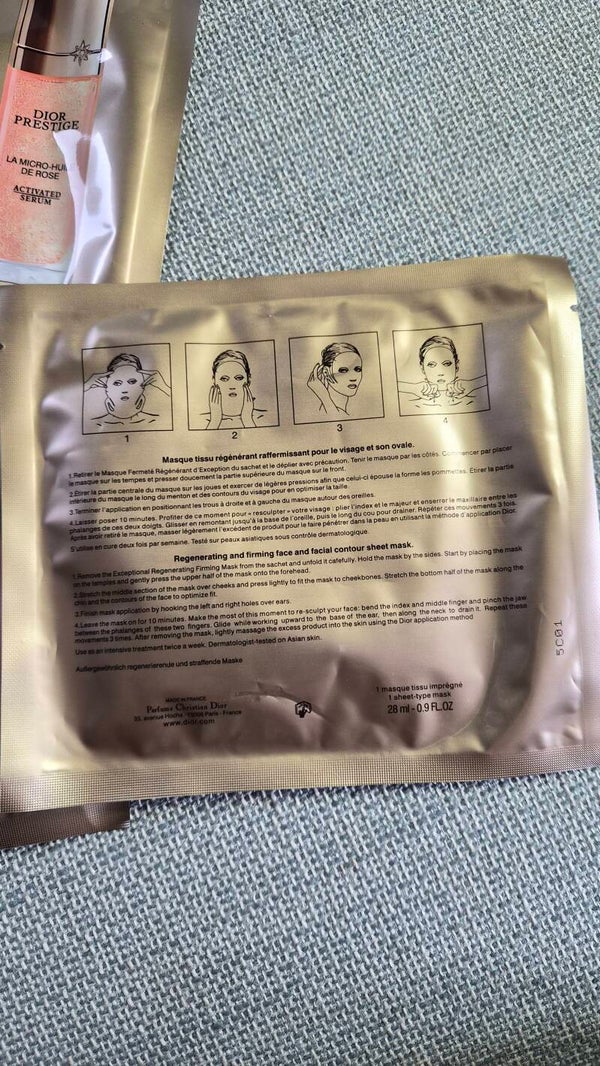 DIOR
PRESTIGE
LA MICRO-HUI
DE ROSE
ACTIVATED
SERUM
1
2
3
4
Masque tissu régénérant raffermissant pour le visage et son ovale.
1.Retirer le Masque Fermeté Régénérant d'Exception du sachet et le déplier avec précaution. Tenir le masque par les côtés. Commencer par placer
le masque sur les tempes et presser doucement la partie supérieure du masque sur le front.
2.Étirer la partie centrale du masque sur les joues et exercer de légères pressions afin que celui-ci épouse la forme les pommettes. Étirer la partie
inférieure du masque le long du menton et des contours du visage pour en optimiser la taille.
3.Terminer l'application en positionnant les trous à droite et à gauche du masque autour des oreilles.
4.Laisser poser 10 minutes. Profiter de ce moment pour « resculpter » votre visage : plier l'index et le majeur et enserrer le maxillaire entre les
phalanges de ces deux doigts. Glisser en remontant jusqu'à la base de l'oreille, puis le long du cou pour drainer. Répéter ces mouvements 3 fois.
Après avoir retiré le masque, masser légèrement l'excédent de produit pour le faire pénétrer dans la peau en utilisant la méthode d'application Dior.
S'utilise en cure deux fois par semaine. Testé sur peaux asiatiques sous contrôle dermatologique.
Regenerating and firming face and facial contour sheet mask.
1.Remove the Exceptional Regenerating Firming Mask from the sachet and unfold it carefully. Hold the mask by the sides. Start by placing the mask
on the temples and gently press the upper half of the mask onto the forehead.
2.Stretch the middle section of the mask over cheeks and press lightly to fit the mask to cheekbones. Stretch the bottom half of the mask along the
chin and the contours of the face to optimize fit.
3.Finish mask application by hooking the left and right holes over ears.
4.Leave the mask on for 10 minutes. Make the most of this moment to re-sculpt your face: bend the index and middle finger and pinch the jaw
between the phalanges of these two fingers. Glide while working upward to the base of the ear, then along the neck to drain it. Repeat these
movements 3 times. After removing the mask, lightly massage the excess product into the skin using the Dior application method
Use as an intensive treatment twice a week. Dermatologist-tested on Asian skin.
Außergewöhnlich regenerierende und straffende Maske
MADE IN FRANCE
Parfums Christian Dior
33, avenue Hoche - 75008 Paris - France
www.dior.com
1 masque tissu imprégné
1 sheet-type mask
28 ml - 0.9 FL.OZ
5C01